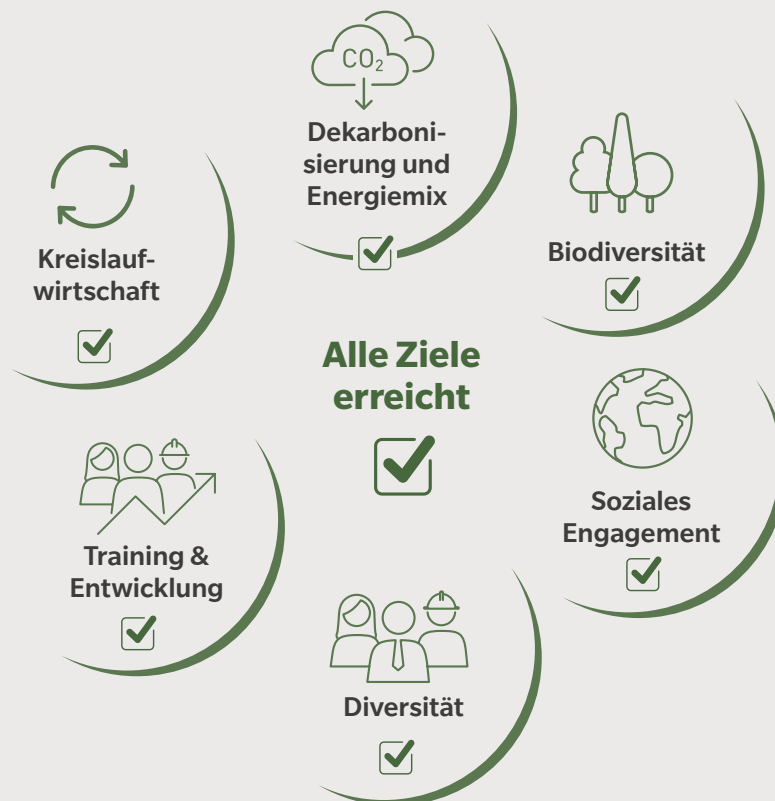 CO₂
Dekarboni-
sierung und
Energiemix
Biodiversität
Kreislauf-
wirtschaft
Alle Ziele
erreicht
Soziales
Engagement
Training &
Entwicklung
Diversität